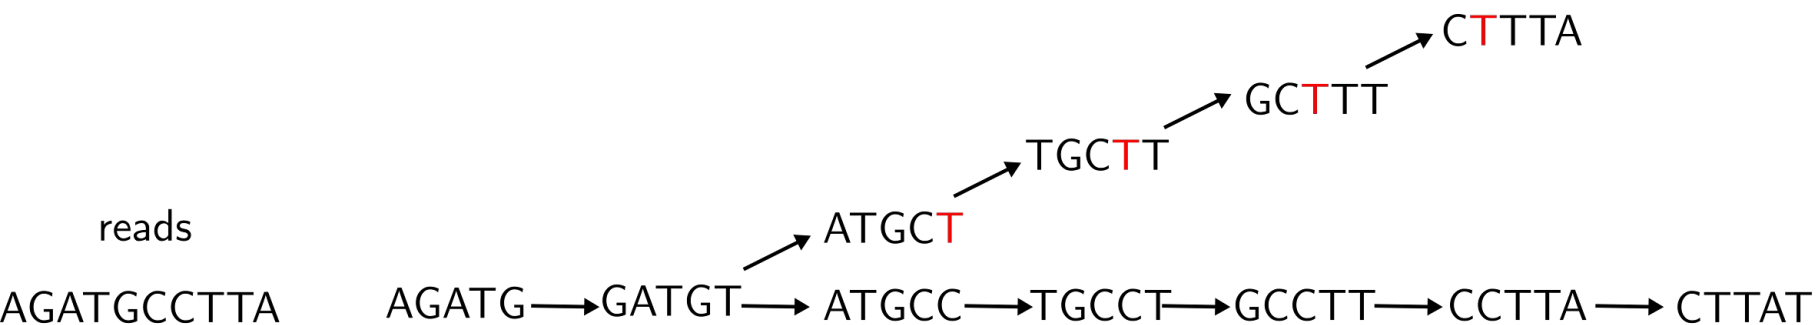 CTTTA
GCTTT
TGCTT
reads
ATGCT
AGATGCCTTA AGATG GATGT ATGCC TGCCT GCCTT CCTTA CTTAT